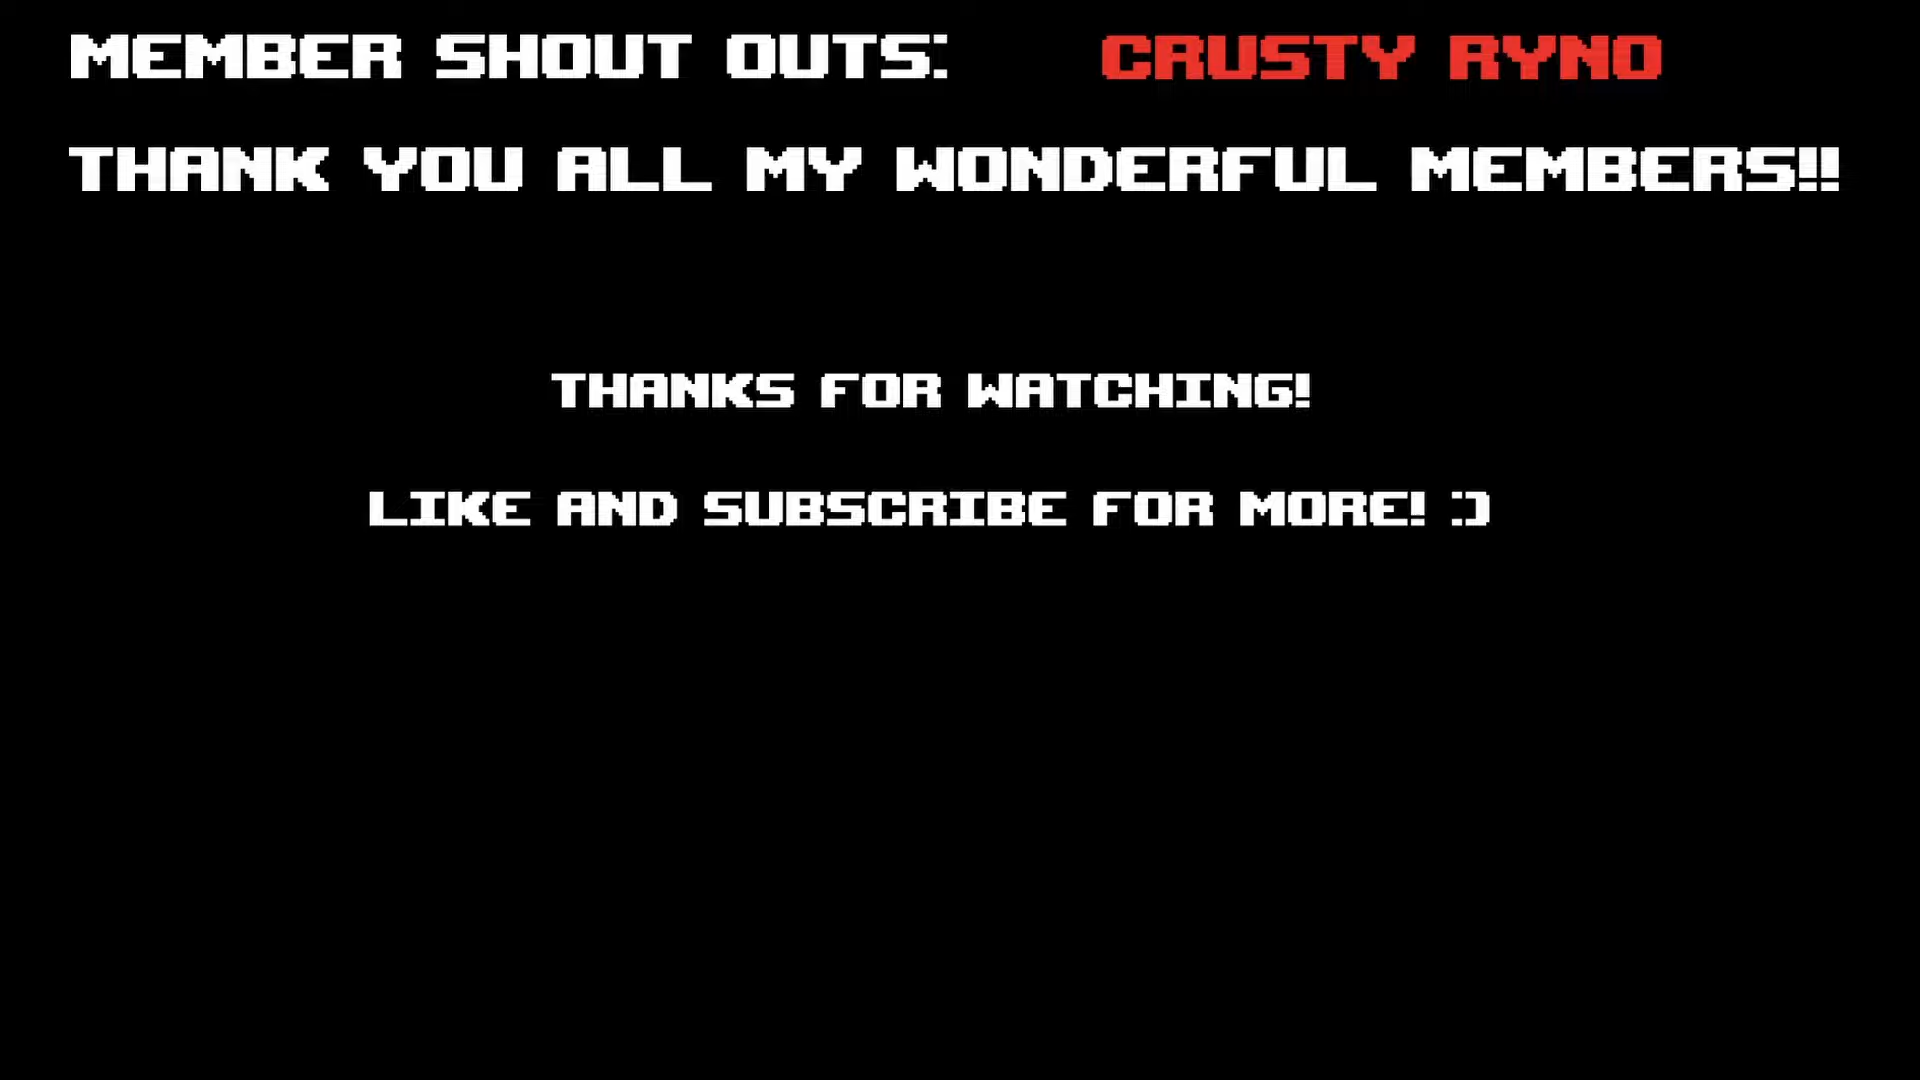 MEMBER SHOUT OUTS: CRUSTY RYNO
THANK YOU ALL MY WONDERFUL MEMBERS!!
THANKS FOR WATCHING!
LIKE AND SUBSCRIBE FOR MORE! :)